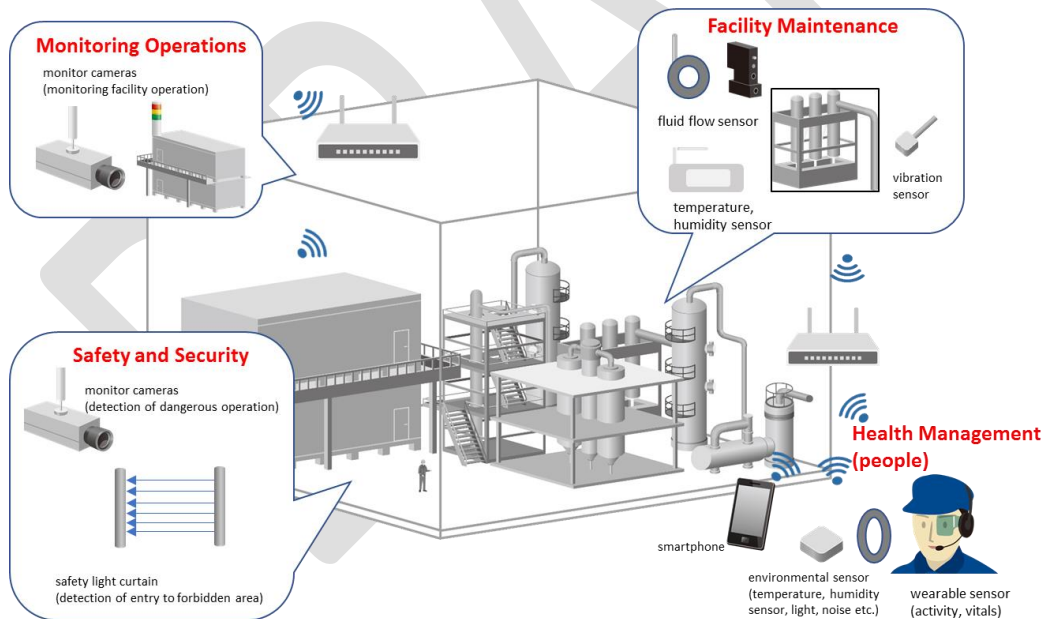 Monitoring Operations
monitor cameras
(monitoring facility operation)
Facility Maintenance
fluid flow sensor
temperature,
humidity sensor
vibration
sensor
Safety and Security
monitor cameras
(detection of dangerous operation)
safety light curtain
(detection of entry to forbidden area)
Health Management
(people)
smartphone
environmental sensor
(temperature, humidity
sensor, light, noise etc.)
wearable sensor
(activity, vitals)